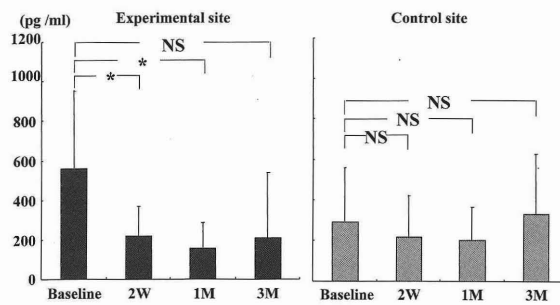 (pg /ml)
Experimental site
Control site
1200
1000
800
600
400
200
0
NS
*
*
NS
NS
NS
Baseline 2W 1M 3M
Baseline 2W 1M 3M